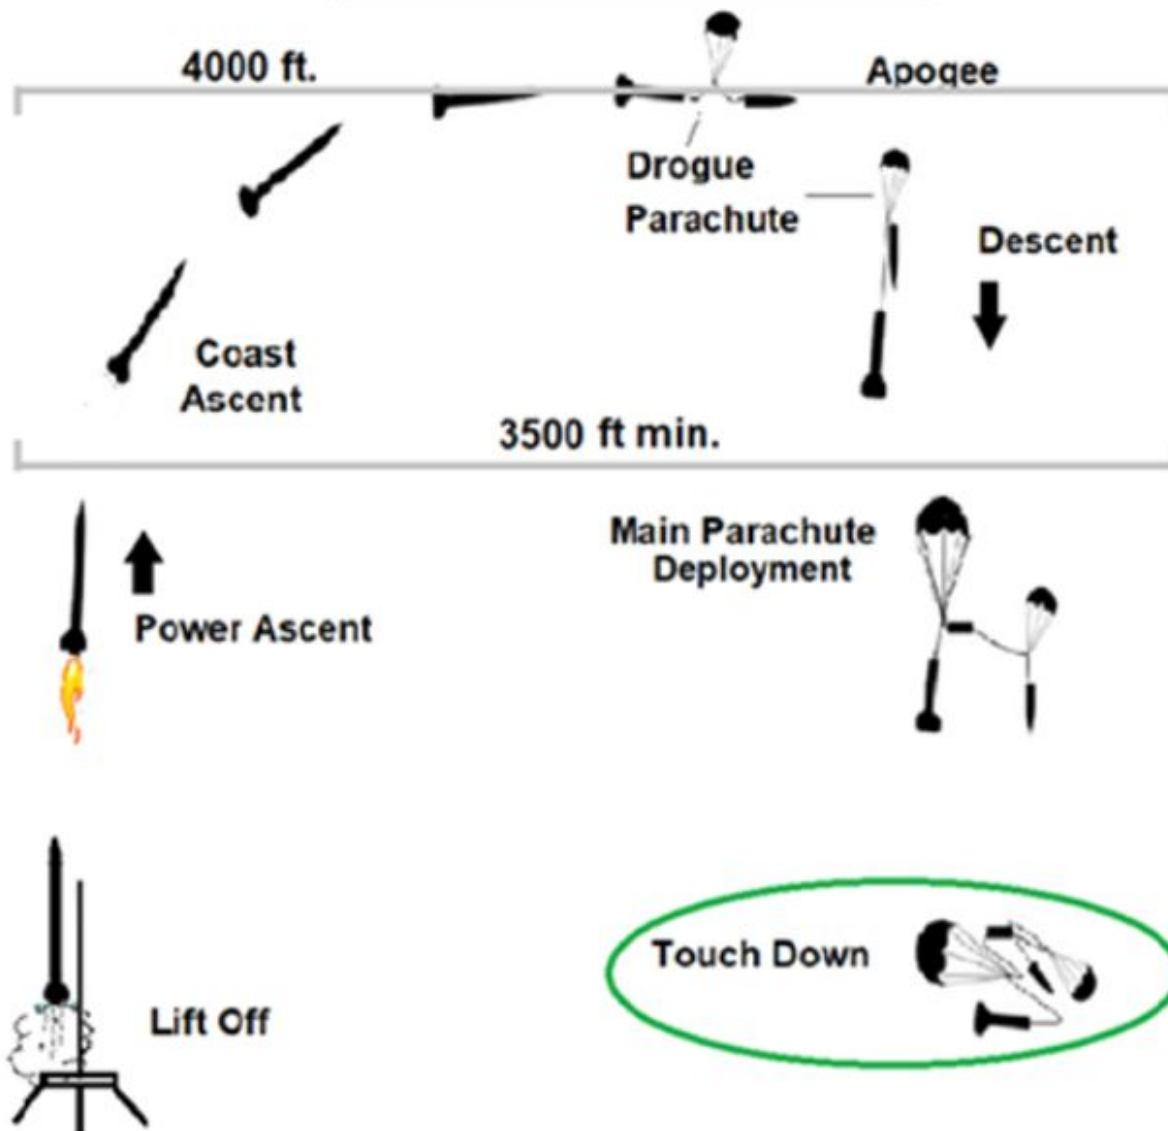 4000 ft.
Apogee
Drogue
Parachute
Descent
Coast
Ascent
3500 ft min.
Main Parachute
Deployment
Power Ascent
Touch Down
Lift Off